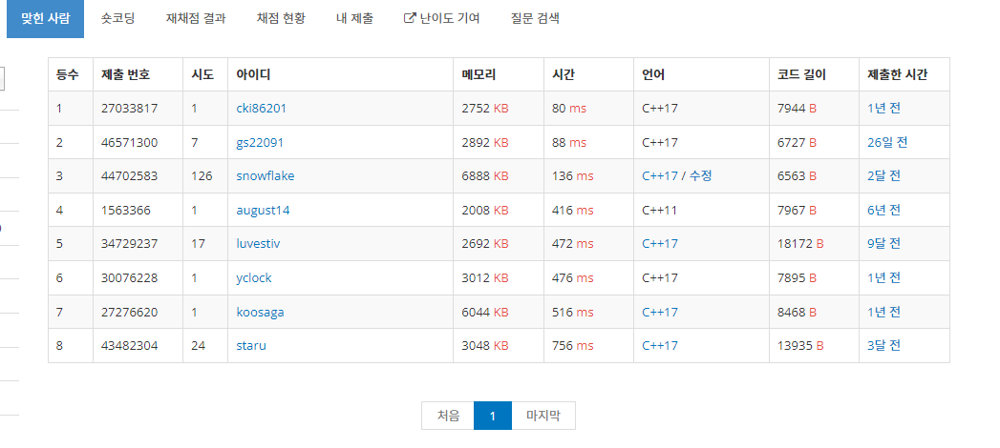 맞힌 사람 숏코딩 재채점 결과 채점 현황 내 제출 난이도 기여 질문 검색
등수 제출 번호 시도 아이디 메모리 시간 언어 코드 길이 제출한 시간
1 27033817 1 cki86201 2752 KB 80 ms C++17 7944 B 1년 전
2 46571300 7 gs22091 2892 KB 88 ms C++17 6727 B 26일 전
3 44702583 126 snowflake 6888 KB 136 ms C++17 / 수정 6563 B 2달 전
4 1563366 1 august14 2008 KB 416 ms C++11 7967 B 6년 전
5 34729237 17 luvestiv 2692 KB 472 ms C++17 18172 B 9달 전
6 30076228 1 yclock 3012 KB 476 ms C++17 7895 B 1년 전
7 27276620 1 koosaga 6044 KB 516 ms C++17 8468 B 1년 전
8 43482304 24 staru 3048 KB 756 ms C++17 13935 B 3달 전
처음 1 마지막